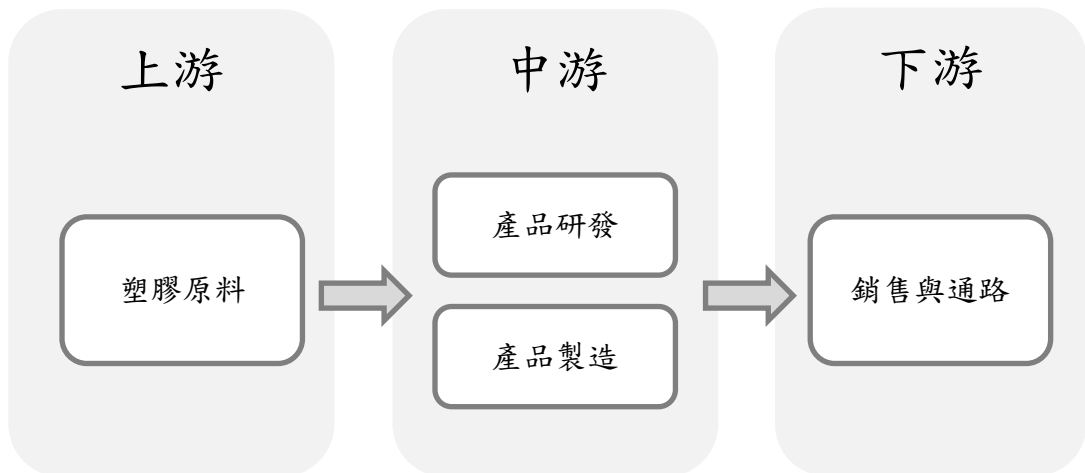 上游
中游
下游
塑膠原料
產品研發
產品製造
銷售與通路